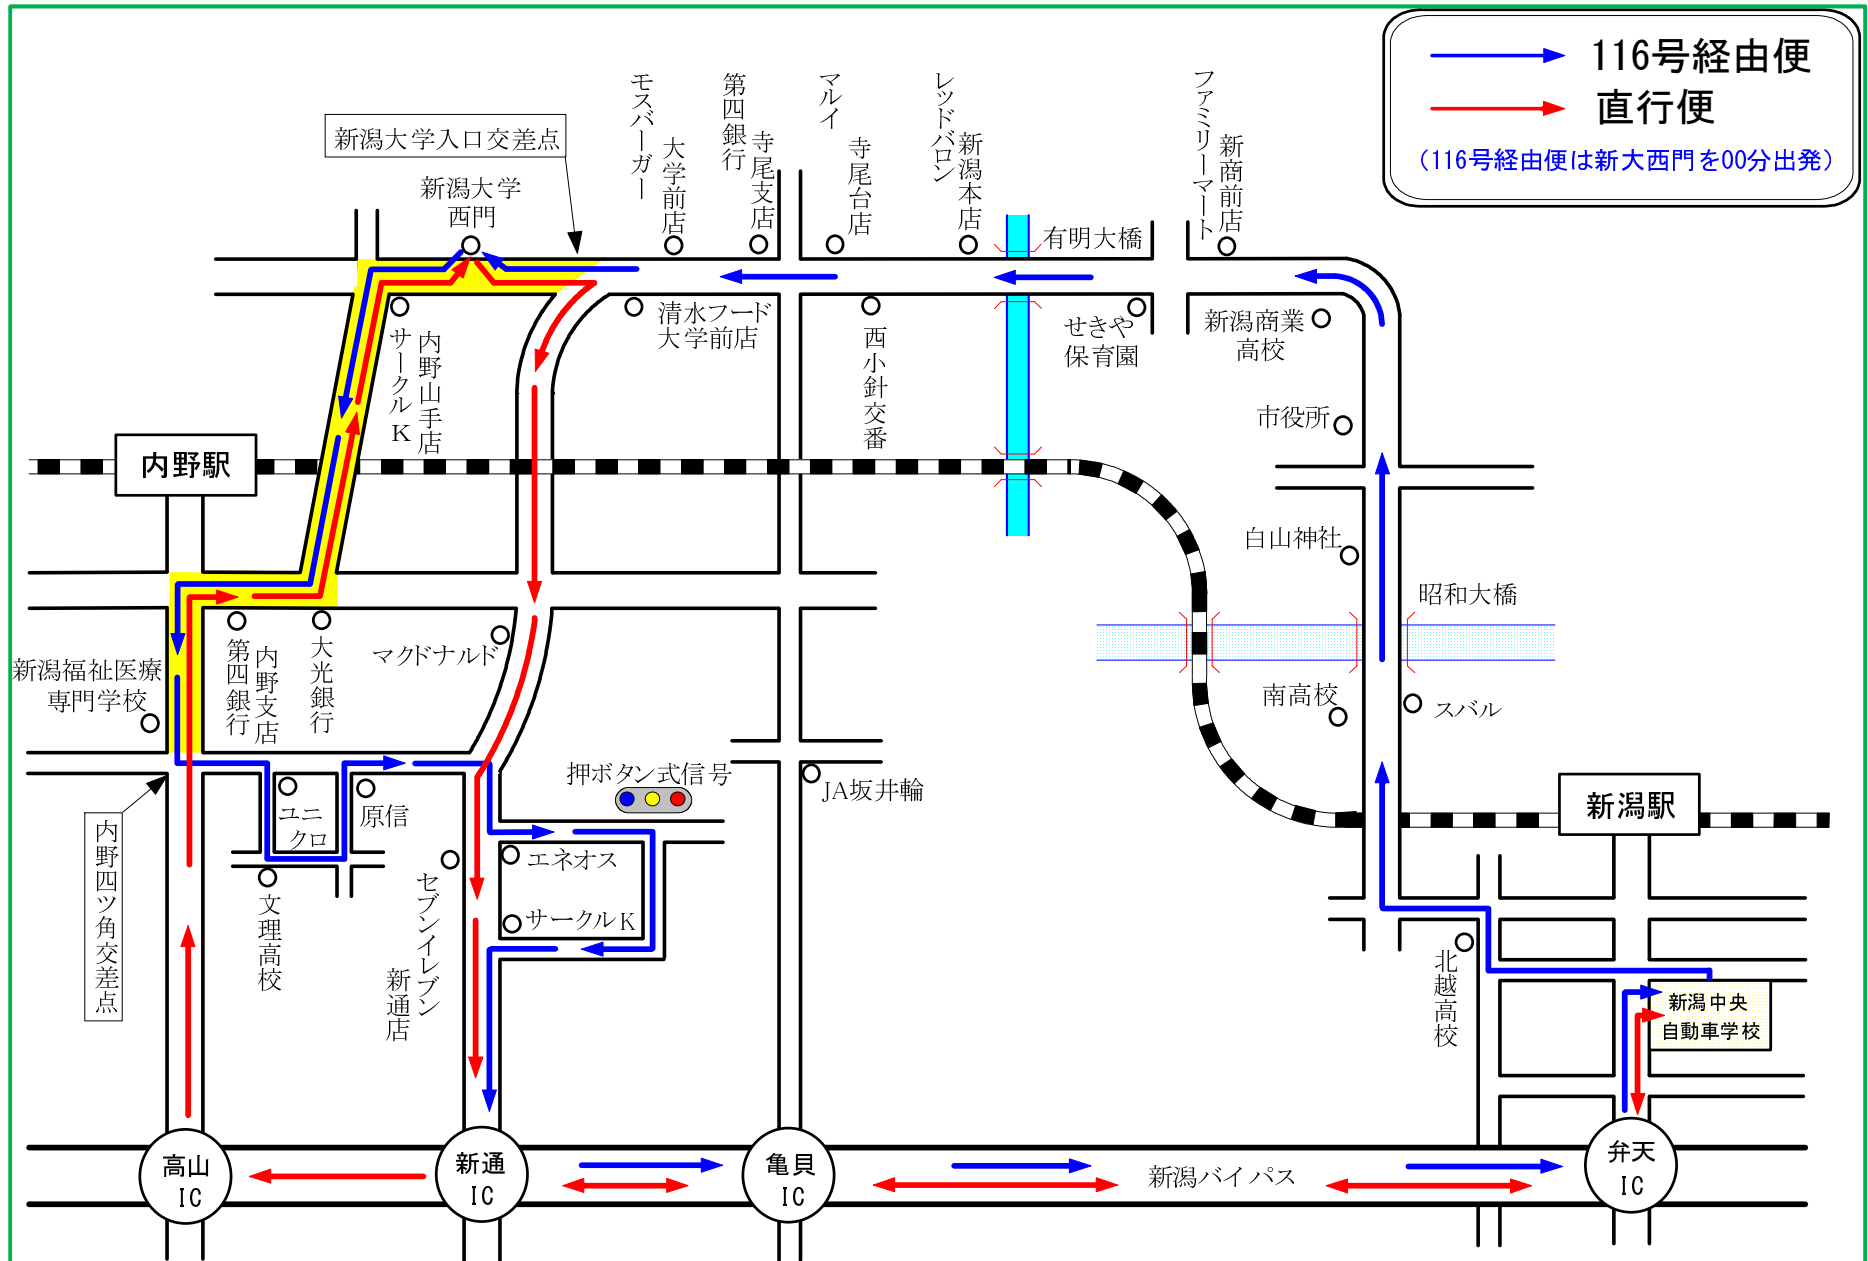 116号経由便
直行便
(116号経由便は新大西門を00分出発)
新潟大学入口交差点
新潟大学
西門
モスバーガー
大学前店
第四銀行
寺尾支店
マルイ
寺尾台店
レッドバロン
新潟本店
有明大橋
ファミリーマート
新商前店
サークルK
内野山手店
清水フード
大学前店
西小針交番
せきや
保育園
新潟商業
高校
市役所
内野駅
白山神社
昭和大橋
新潟福祉医療
専門学校
第四銀行
内野支店
大光銀行
マクドナルド
南高校
スバル
押ボタン式信号
JA坂井輪
新潟駅
ユニ
クロ
原信
内野四ツ角交差点
文理高校
エネオス
サークルK
セブンイレブン
新通店
北越高校
新潟中央
自動車学校
高山
IC
新通
IC
亀貝
IC
新潟バイパス
弁天
IC